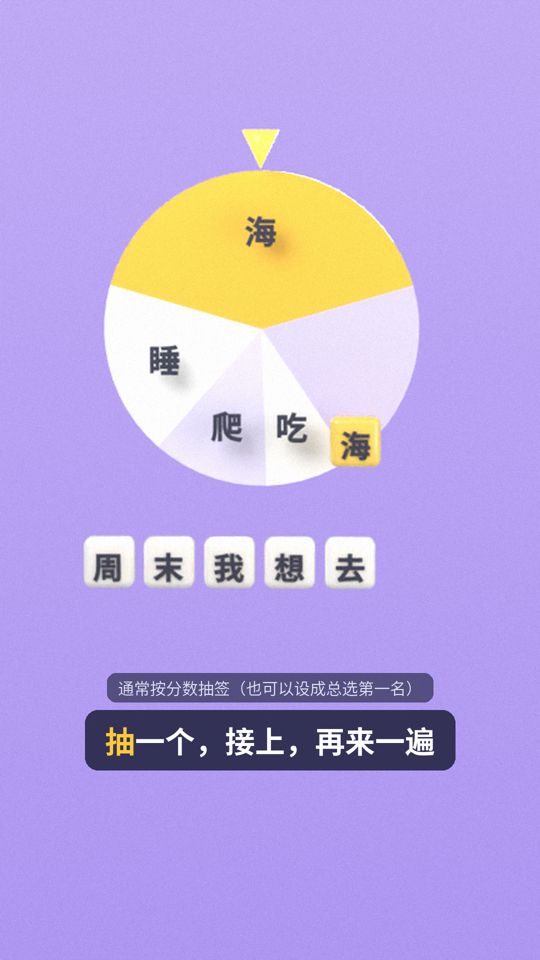 海
睡
爬 吃
海
周末我想去
通常按分数抽签（也可以设成总选第一名）
抽一个，接上，再来一遍